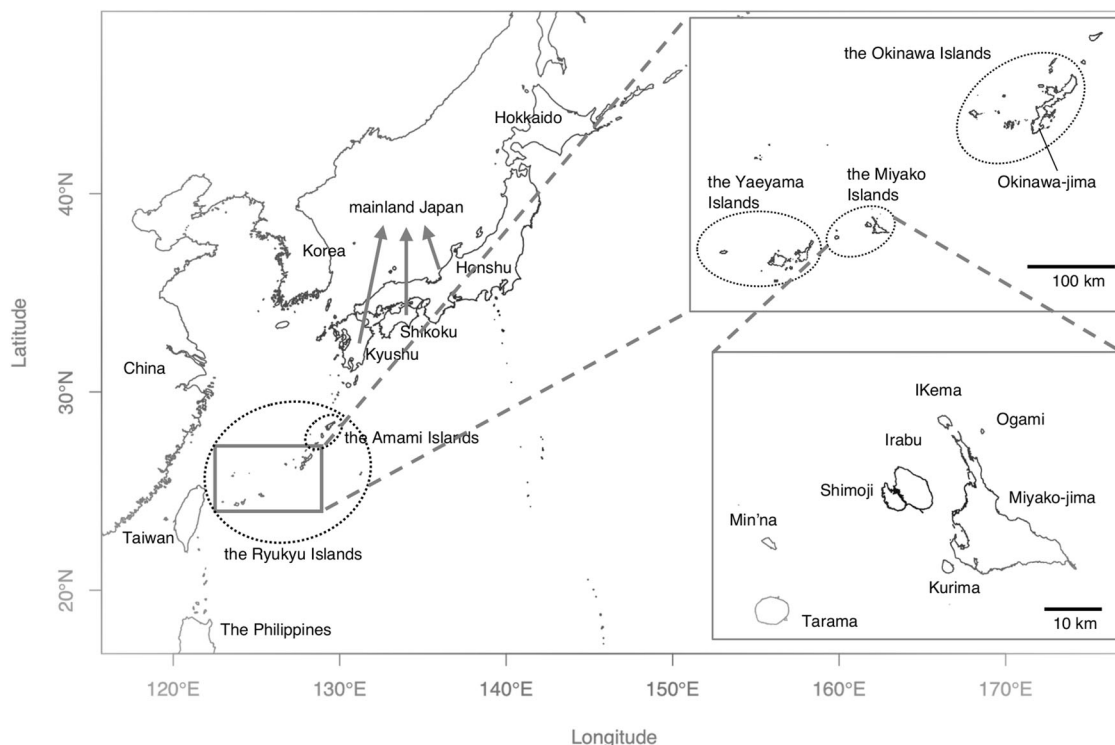 the Okinawa Islands
Hokkaido
Okinawa-jima
the Yaeyama
Islands
the Miyako
Islands
40°N
mainland Japan
Korea
Honshu
100 km
Latitude
Shikoku
Kyushu
China
30°N
IKema
Ogami
the Amami Islands
Irabu
Shimoji
Miyako-jima
Min'na
Taiwan
the Ryukyu Islands
Kurima
20°N
10 km
Tarama
The Philippines
120°E
130°E
140°E
150°E
160°E
170°E
Longitude